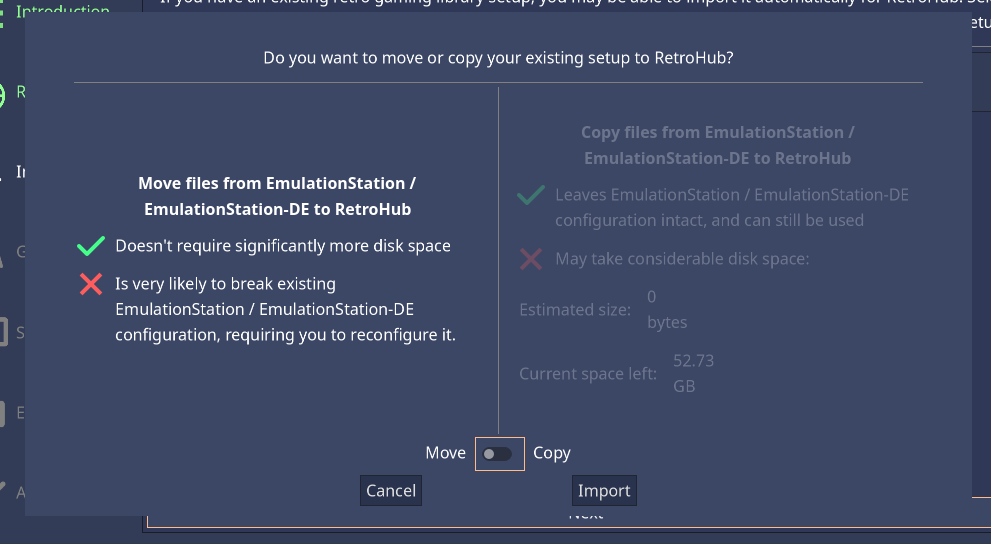 Introduction
If you have an existing retro gaming library setup, you may be able to import it automatically for RetroHub.
Do you want to move or copy your existing setup to RetroHub?
Move files from EmulationStation /
EmulationStation-DE to RetroHub
Doesn't require significantly more disk space
Is very likely to break existing
EmulationStation / EmulationStation-DE
configuration, requiring you to reconfigure it.
Copy files from EmulationStation /
EmulationStation-DE to RetroHub
Leaves EmulationStation / EmulationStation-DE
configuration intact, and can still be used
May take considerable disk space:
Estimated size: 0
bytes
Current space left: 52.73
GB
Move Copy
Cancel Import
Next